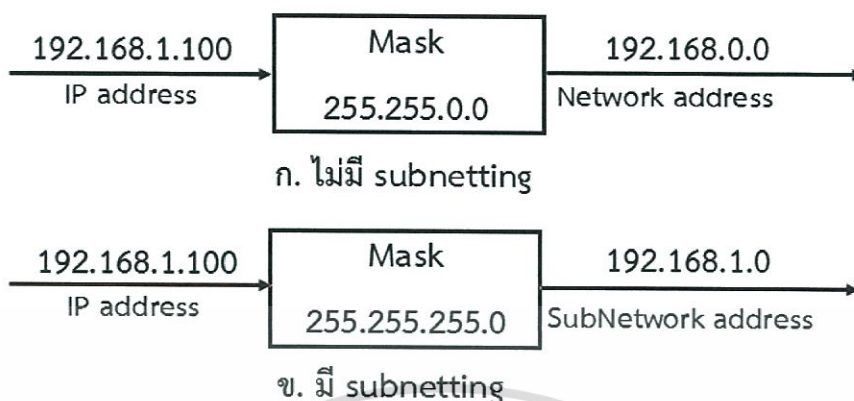 192.168.1.100
IP address
Mask
255.255.0.0
192.168.0.0
Network address
ก. ไม่มี subnetting
192.168.1.100
IP address
Mask
255.255.255.0
192.168.1.0
SubNetwork address
ข. มี subnetting